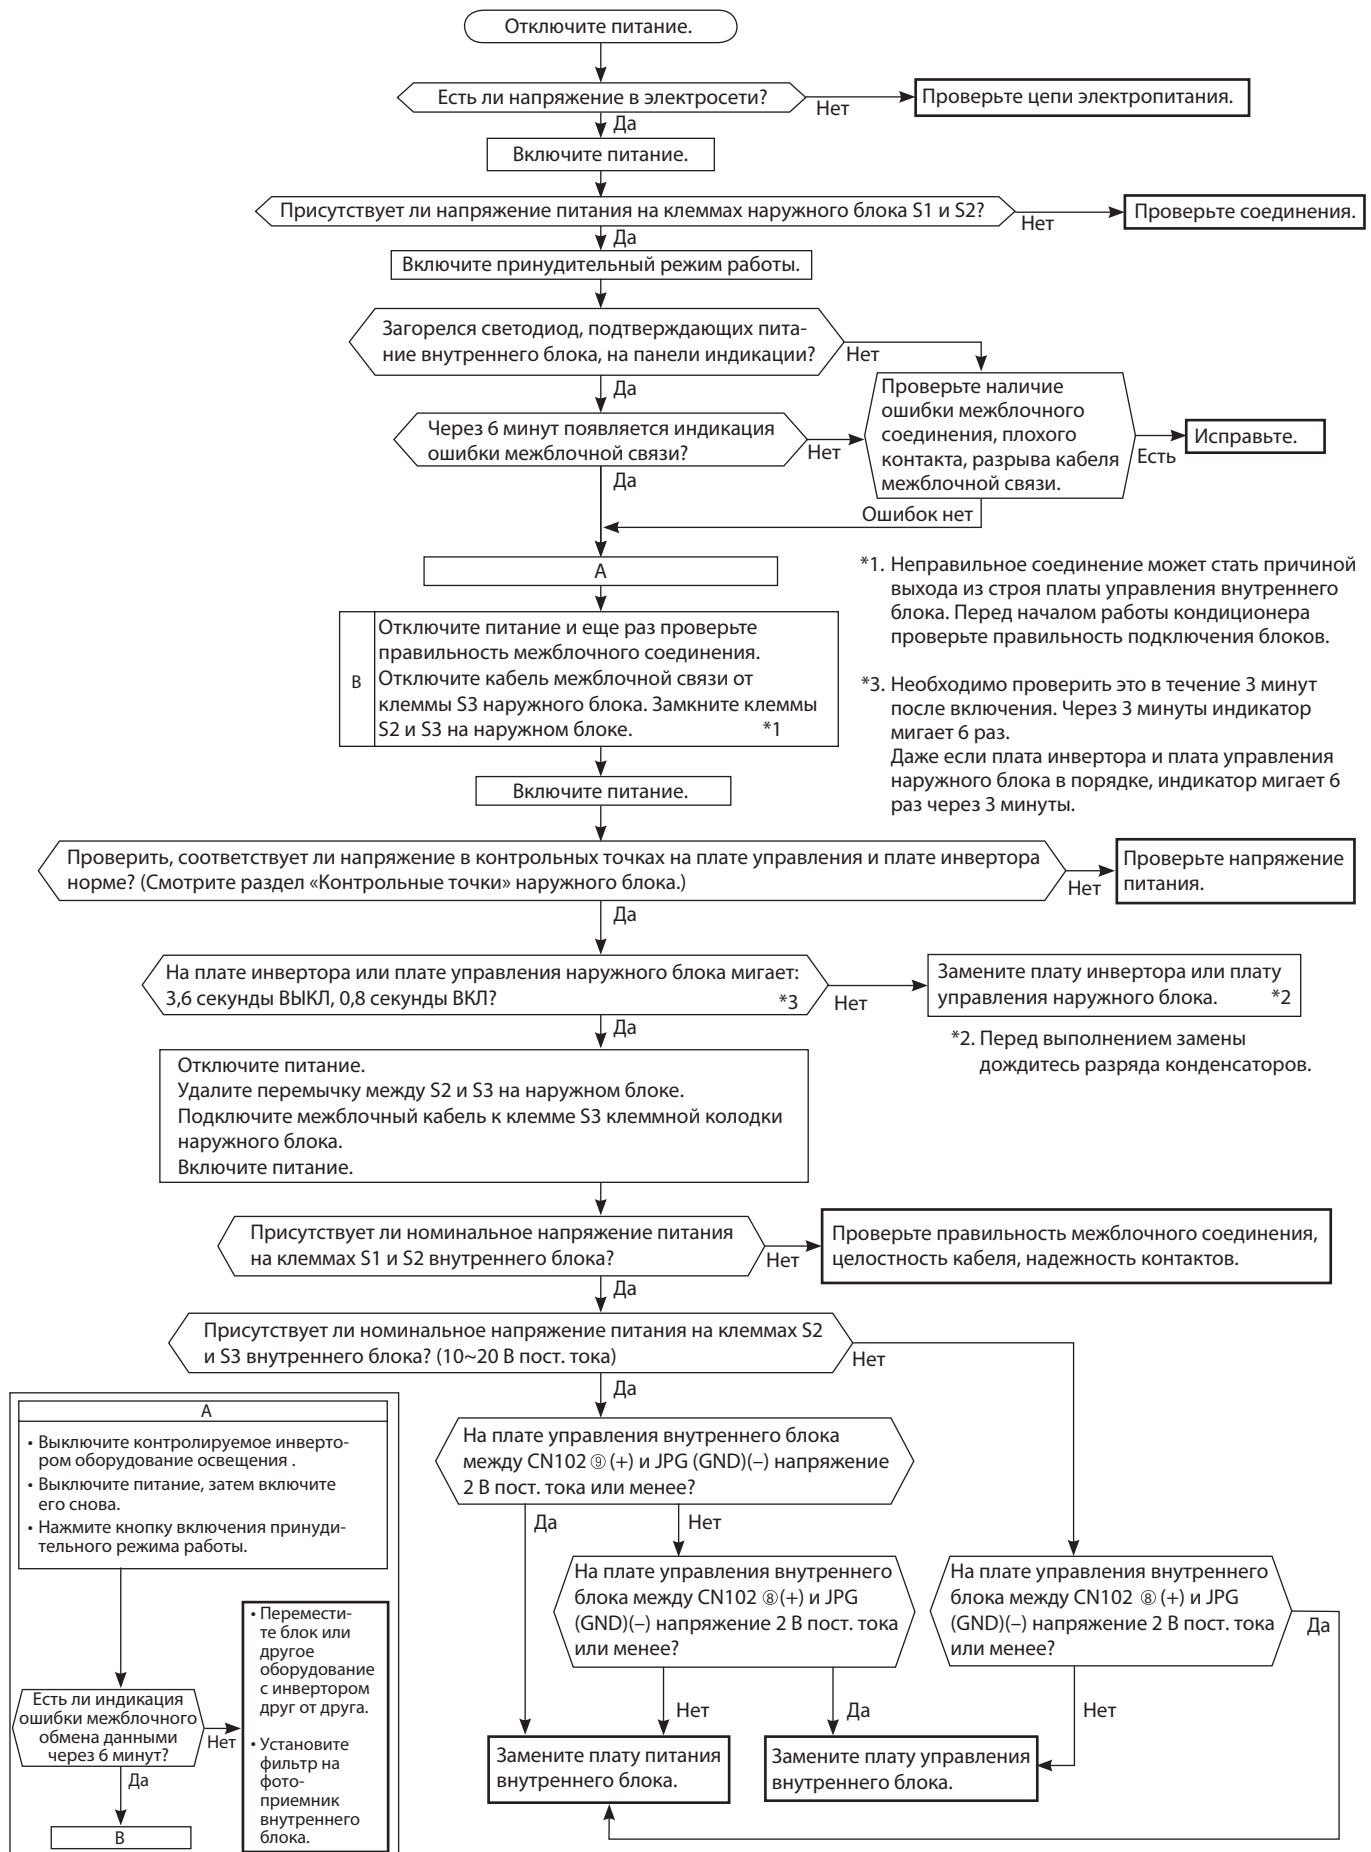 Отключите питание.
Есть ли напряжение в электросети?
Нет
Проверьте цепи электропитания.
Да
Включите питание.
Присутствует ли напряжение питания на клеммах наружного блока S1 и S2?
Нет
Проверьте соединения.
Да
Включите принудительный режим работы.
Загорелся светодиод, подтверждающих пита-
ние внутреннего блока, на панели индикации?
Нет
Да
Проверьте наличие
ошибки межблочного
соединения, плохого
контакта, разрыва кабеля
межблочной связи.
Есть
Исправьте.
Через 6 минут появляется индикация
ошибки межблочной связи?
Нет
Да
Ошибок нет
A
*1. Неправильное соединение может стать причиной
выхода из строя платы управления внутреннего
блока. Перед началом работы кондиционера
проверьте правильность подключения блоков.
*3. Необходимо проверить это в течение 3 минут
после включения. Через 3 минуты индикатор
мигает 6 раз.
Даже если плата инвертора и плата управления
наружного блока в порядке, индикатор мигает 6
раз через 3 минуты.
B
Отключите питание и еще раз проверьте
правильность межблочного соединения.
Отключите кабель межблочной связи от
клеммы S3 наружного блока. Замкните клеммы
S2 и S3 на наружном блоке. *1
Включите питание.
Проверить, соответствует ли напряжение в контрольных точках на плате управления и плате инвертора
норме? (Смотрите раздел «Контрольные точки» наружного блока.)
Нет
Проверьте напряжение
питания.
Да
На плате инвертора или плате управления наружного блока мигает:
3,6 секунды ВЫКЛ, 0,8 секунды ВКЛ? *3
Нет
Замените плату инвертора или плату
управления наружного блока. *2
*2. Перед выполнением замены
дождитесь разряда конденсаторов.
Да
Отключите питание.
Удалите перемычку между S2 и S3 на наружном блоке.
Подключите межблочный кабель к клемме S3 клеммной колодки
наружного блока.
Включите питание.
Присутствует ли номинальное напряжение питания
на клеммах S1 и S2 внутреннего блока?
Нет
Проверьте правильность межблочного соединения,
целостность кабеля, надежность контактов.
Да
Присутствует ли номинальное напряжение питания на клеммах S2
и S3 внутреннего блока? (10~20 В пост. тока)
Нет
Да
На плате управления внутреннего блока
между CN102 ⑨ (+) и JPG (GND)(–) напряжение
2 В пост. тока или менее?
Да
Нет
На плате управления внутреннего
блока между CN102 ⑧(+) и JPG
(GND)(–) напряжение 2 В пост. тока
или менее?
Нет
Да
На плате управления внутреннего
блока между CN102 ⑧ (+) и JPG
(GND)(–) напряжение 2 В пост. тока
или менее?
Да
Нет
Замените плату питания
внутреннего блока.
Замените плату управления
внутреннего блока.
A
• Выключите контролируемое инверто-
ром оборудование освещения .
• Выключите питание, затем включите
его снова.
• Нажмите кнопку включения принуди-
тельного режима работы.
Есть ли индикация
ошибки межблочного
обмена данными
через 6 минут?
Нет
Да
B
• Перемести-
те блок или
другое
оборудование
с инвертором
друг от друга.
• Установите
фильтр на
фото-
приемник
внутреннего
блока.